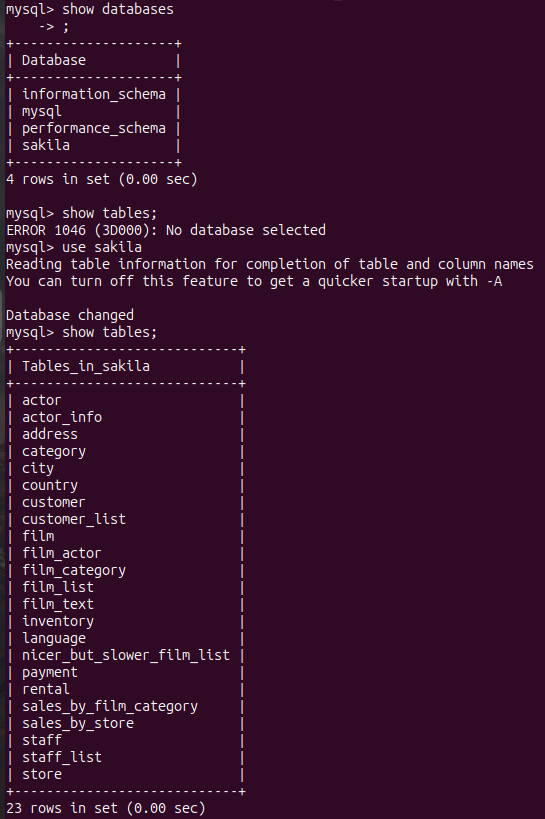 mysql> show databases
    -> ;
+--------------------+
| Database           |
+--------------------+
| information_schema |
| mysql              |
| performance_schema |
| sakila             |
+--------------------+
4 rows in set (0.00 sec)

mysql> show tables;
ERROR 1046 (3D000): No database selected
mysql> use sakila
Reading table information for completion of table and column names
You can turn off this feature to get a quicker startup with -A

Database changed
mysql> show tables;
+----------------------------+
| Tables_in_sakila           |
+----------------------------+
| actor                      |
| actor_info                 |
| address                    |
| category                   |
| city                       |
| country                    |
| customer                   |
| customer_list              |
| film                       |
| film_actor                 |
| film_category              |
| film_list                  |
| film_text                  |
| inventory                  |
| language                   |
| nicer_but_slower_film_list |
| payment                    |
| rental                     |
| sales_by_film_category     |
| sales_by_store             |
| staff                      |
| staff_list                 |
| store                      |
+----------------------------+
23 rows in set (0.00 sec)